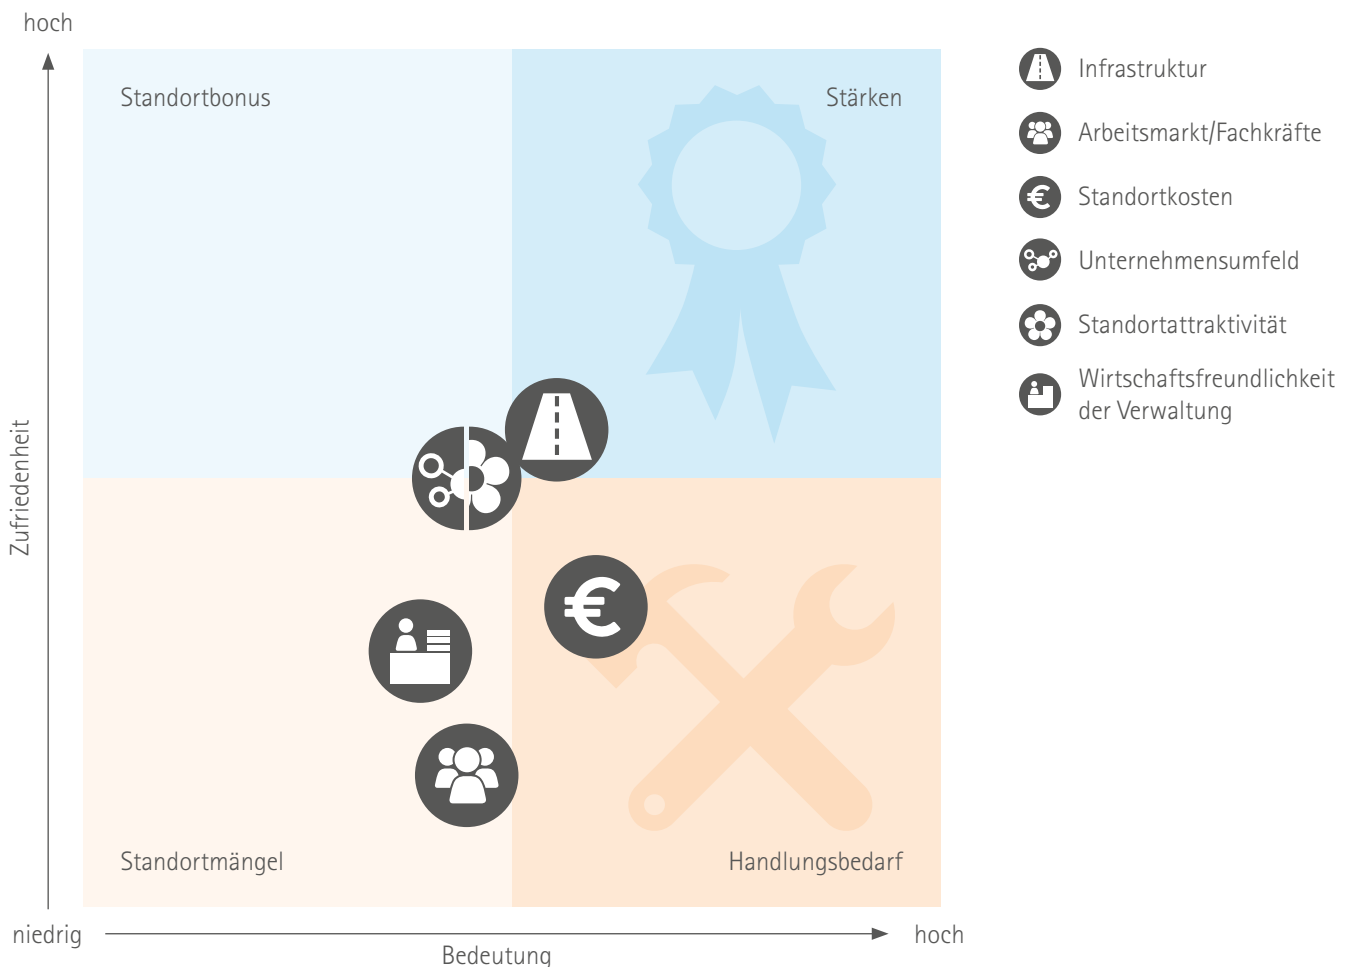 hoch
Standortbonus
Stärken
Zufriedenheit
Standortmängel
Handlungsbedarf
niedrig
Bedeutung
hoch
Infrastruktur
Arbeitsmarkt/Fachkräfte
€ Standortkosten
Unternehmensumfeld
Standortattraktivität
Wirtschaftsfreundlichkeit
der Verwaltung
€